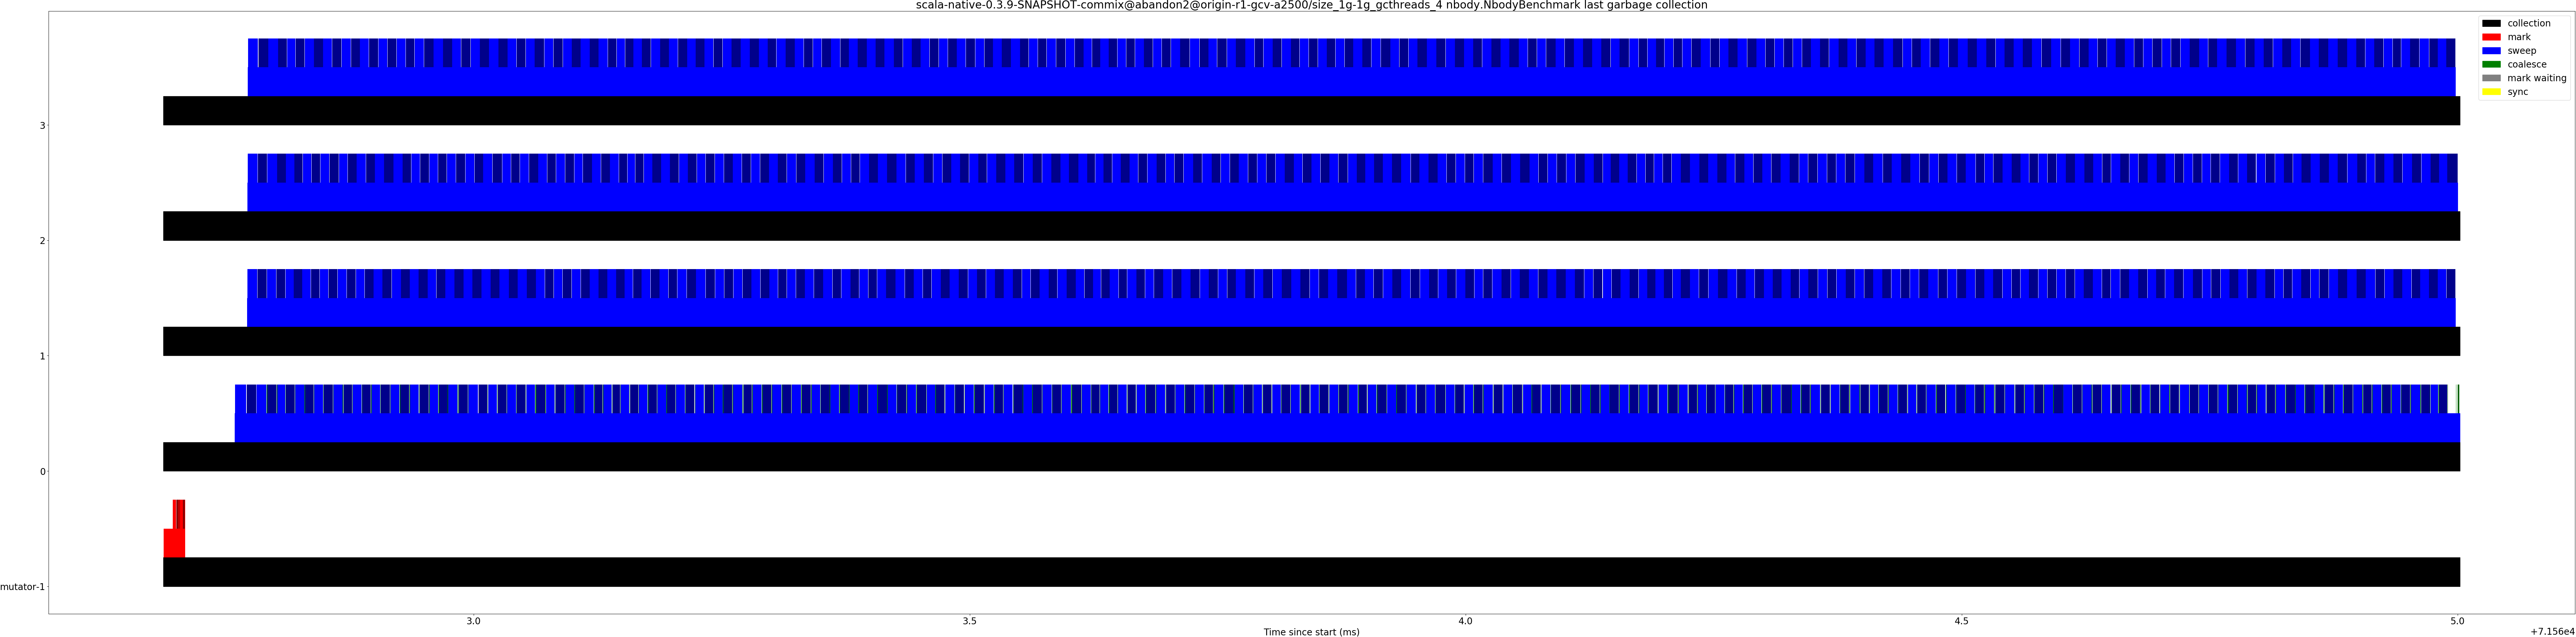 scala-native-0.3.9-SNAPSHOT-commix@abandon2@origin-r1-gcv-a2500/size_1g-1g_gcthreads_4 nbody.NbodyBenchmark last garbage collection
collection
mark
sweep
coalesce
mark waiting
sync
3
2
1
0
mutator-1
3.0 3.5 4.0 4.5 5.0
Time since start (ms)
+7.156e4